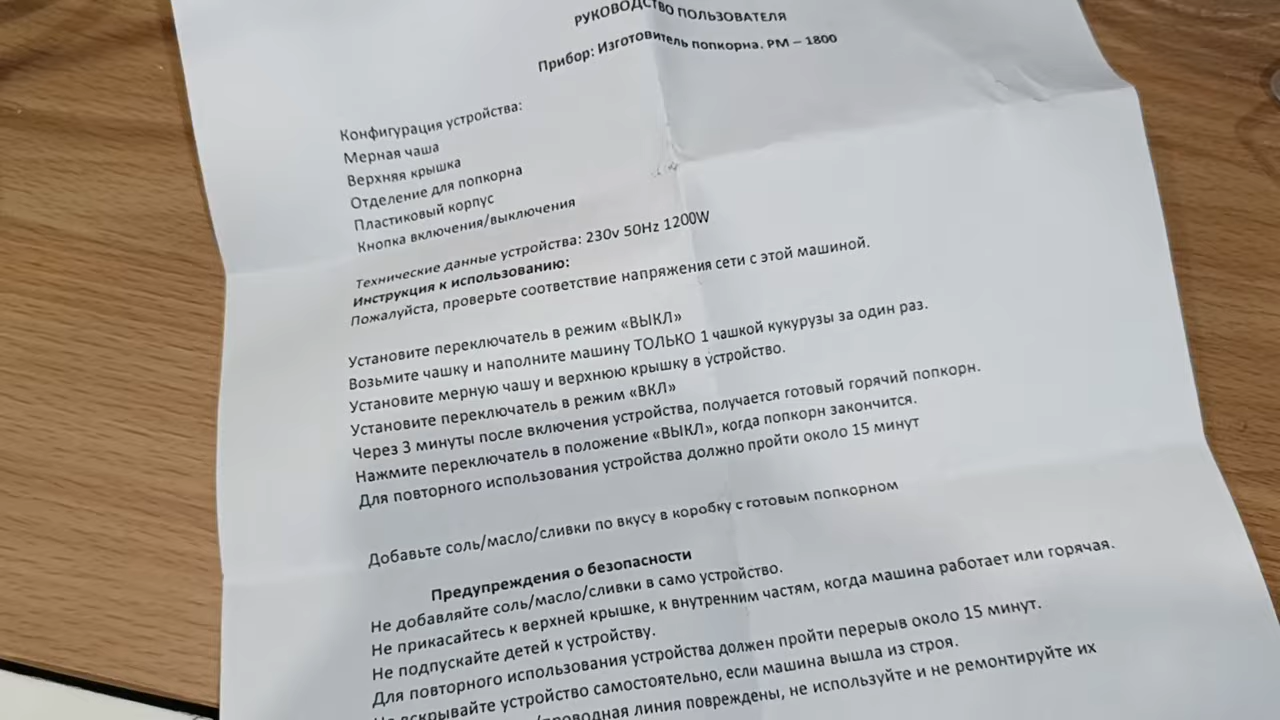 РУКОВОДСТВО ПОЛЬЗОВАТЕЛЯ
Прибор: Изготовитель попкорна. PM – 1800
Конфигурация устройства:
Мерная чаша
Верхняя крышка
Отделение для попкорна
Пластиковый корпус
Кнопка включения/выключения
Технические данные устройства: 230v 50Hz 1200W
Инструкция к использованию:
Пожалуйста, проверьте соответствие напряжения сети с этой машиной.
Установите переключатель в режим «ВЫКЛ»
Возьмите чашку и наполните машину ТОЛЬКО 1 чашкой кукурузы за один раз.
Установите мерную чашу и верхнюю крышку в устройство.
Установите переключатель в режим «ВКЛ»
Через 3 минуты после включения устройства, получается готовый горячий попкорн.
Нажмите переключатель в положение «ВЫКЛ», когда попкорн закончится.
Для повторного использования устройства должно пройти около 15 минут
Добавьте соль/масло/сливки по вкусу в коробку с готовым попкорном
Предупреждения о безопасности
Не добавляйте соль/масло/сливки в само устройство.
Не прикасайтесь к верхней крышке, к внутренним частям, когда машина работает или горячая.
Не подпускайте детей к устройству.
Для повторного использования устройства должен пройти перерыв около 15 минут.
Не вскрывайте устройство самостоятельно, если машина вышла из строя.
проводная линия повреждены, не используйте и не ремонтируйте их